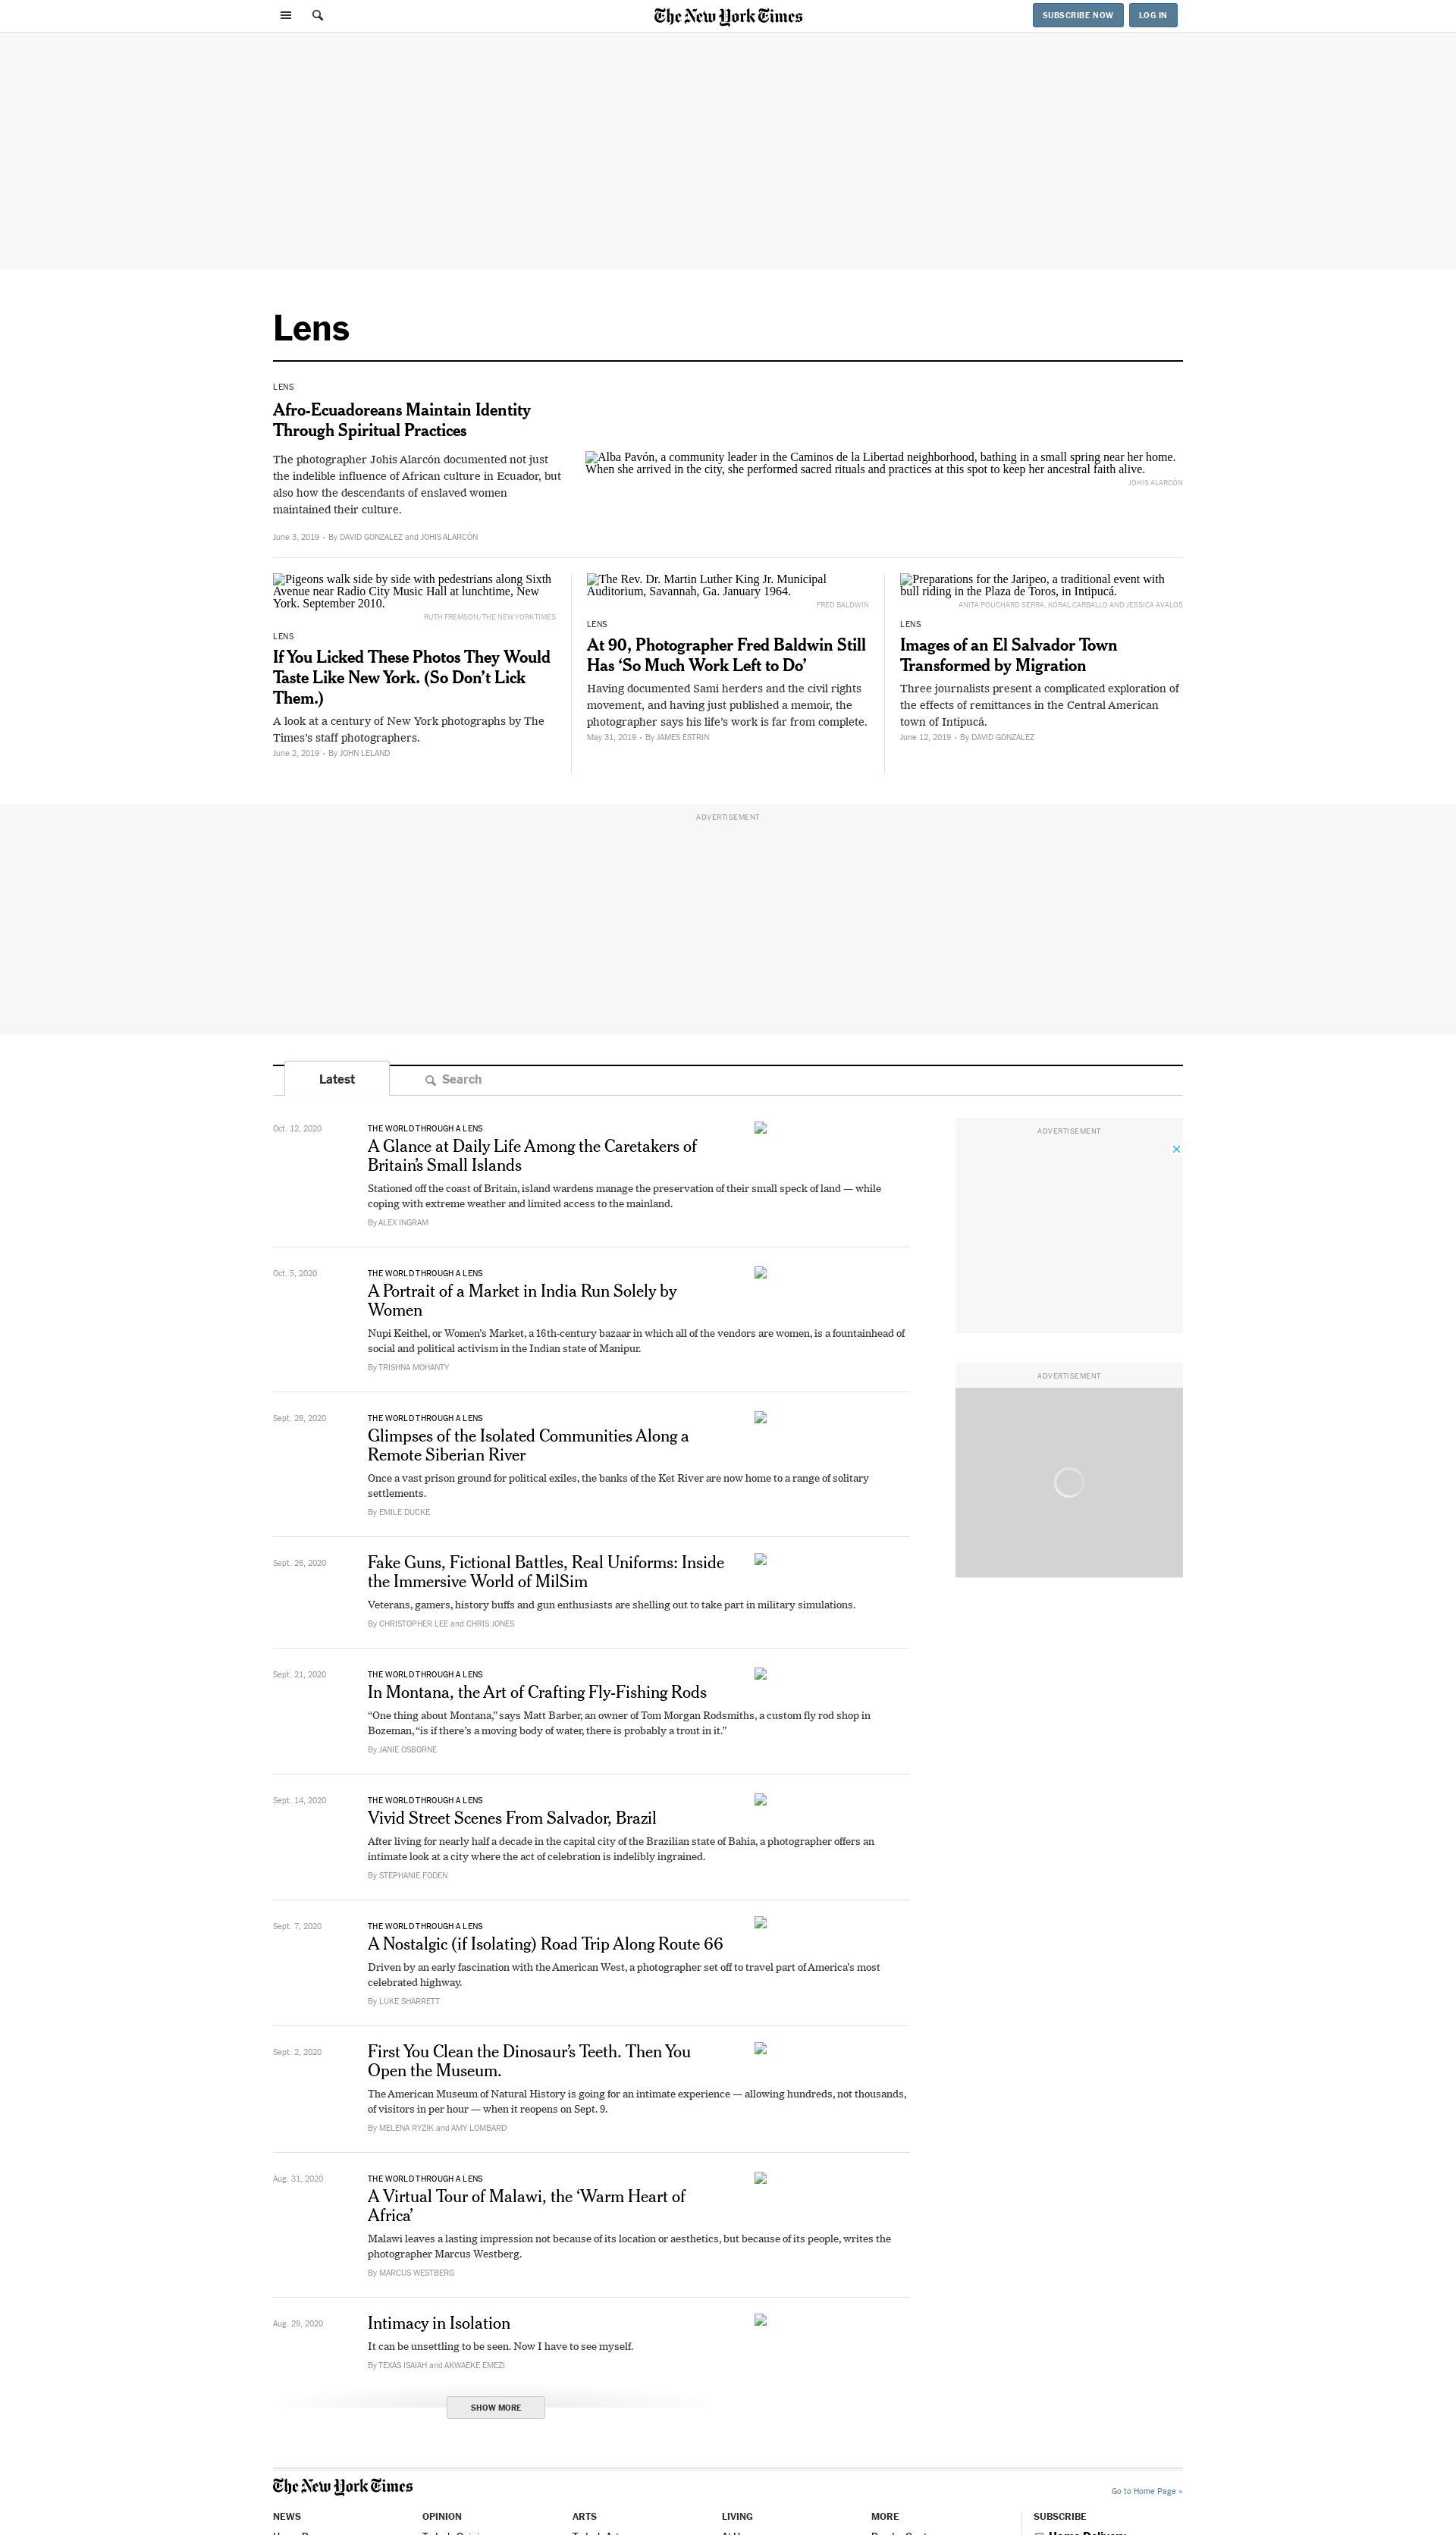 The New York Times
SUBSCRIBE NOW
LOG IN
Lens
LENS
Afro-Ecuadoreans Maintain Identity
Through Spiritual Practices
The photographer Johis Alarcón documented not just
the indelible influence of African culture in Ecuador, but
also how the descendants of enslaved women
maintained their culture.
June 3, 2019 • By DAVID GONZALEZ and JOHIS ALARCÓN
Alba Pavón, a community leader in the Caminos de la Libertad neighborhood, bathing in a small spring near her home.
When she arrived in the city, she performed sacred rituals and practices at this spot to keep her ancestral faith alive.
JOHIS ALARCÓN
Pigeons walk side by side with pedestrians along Sixth
Avenue near Radio City Music Hall at lunchtime, New
York. September 2010.
RUTH FREMSON/THE NEW YORK TIMES
LENS
If You Licked These Photos They Would
Taste Like New York. (So Don’t Lick
Them.)
A look at a century of New York photographs by The
Times’s staff photographers.
June 2, 2019 • By JOHN LELAND
The Rev. Dr. Martin Luther King Jr. Municipal
Auditorium, Savannah, Ga. January 1964.
FRED BALDWIN
LENS
At 90, Photographer Fred Baldwin Still
Has ‘So Much Work Left to Do’
Having documented Sami herders and the civil rights
movement, and having just published a memoir, the
photographer says his life’s work is far from complete.
May 31, 2019 • By JAMES ESTRIN
Preparations for the Jaripeo, a traditional event with
bull riding in the Plaza de Toros, in Intipucá.
ANITA POUCHARD SERRA, KORAL CARBALLO AND JESSICA AVALOS
LENS
Images of an El Salvador Town
Transformed by Migration
Three journalists present a complicated exploration of
the effects of remittances in the Central American
town of Intipucá.
June 12, 2019 • By DAVID GONZALEZ
ADVERTISEMENT
Latest
Search
Oct. 12, 2020
THE WORLD THROUGH A LENS
A Glance at Daily Life Among the Caretakers of
Britain’s Small Islands
Stationed off the coast of Britain, island wardens manage the preservation of their small speck of land — while
coping with extreme weather and limited access to the mainland.
By ALEX INGRAM
ADVERTISEMENT
Oct. 5, 2020
THE WORLD THROUGH A LENS
A Portrait of a Market in India Run Solely by
Women
Nupi Keithel, or Women’s Market, a 16th-century bazaar in which all of the vendors are women, is a fountainhead of
social and political activism in the Indian state of Manipur.
By TRISHNA MOHANTY
ADVERTISEMENT
Sept. 28, 2020
THE WORLD THROUGH A LENS
Glimpses of the Isolated Communities Along a
Remote Siberian River
Once a vast prison ground for political exiles, the banks of the Ket River are now home to a range of solitary
settlements.
By EMILE DUCKE
Sept. 26, 2020
Fake Guns, Fictional Battles, Real Uniforms: Inside
the Immersive World of MilSim
Veterans, gamers, history buffs and gun enthusiasts are shelling out to take part in military simulations.
By CHRISTOPHER LEE and CHRIS JONES
Sept. 21, 2020
THE WORLD THROUGH A LENS
In Montana, the Art of Crafting Fly-Fishing Rods
“One thing about Montana,” says Matt Barber, an owner of Tom Morgan Rodsmiths, a custom fly rod shop in
Bozeman, “is if there’s a moving body of water, there is probably a trout in it.”
By JANIE OSBORNE
Sept. 14, 2020
THE WORLD THROUGH A LENS
Vivid Street Scenes From Salvador, Brazil
After living for nearly half a decade in the capital city of the Brazilian state of Bahia, a photographer offers an
intimate look at a city where the act of celebration is indelibly ingrained.
By STEPHANIE FODEN
Sept. 7, 2020
THE WORLD THROUGH A LENS
A Nostalgic (if Isolating) Road Trip Along Route 66
Driven by an early fascination with the American West, a photographer set off to travel part of America’s most
celebrated highway.
By LUKE SHARRETT
Sept. 2, 2020
First You Clean the Dinosaur’s Teeth. Then You
Open the Museum.
The American Museum of Natural History is going for an intimate experience — allowing hundreds, not thousands,
of visitors in per hour — when it reopens on Sept. 9.
By MELENA RYZIK and AMY LOMBARD
Aug. 31, 2020
THE WORLD THROUGH A LENS
A Virtual Tour of Malawi, the ‘Warm Heart of
Africa’
Malawi leaves a lasting impression not because of its location or aesthetics, but because of its people, writes the
photographer Marcus Westberg.
By MARCUS WESTBERG
Aug. 29, 2020
Intimacy in Isolation
It can be unsettling to be seen. Now I have to see myself.
By TEXAS ISAIAH and AKWAEKE EMEZI
SHOW MORE
The New York Times
Go to Home Page »
NEWS
OPINION
ARTS
LIVING
MORE
SUBSCRIBE